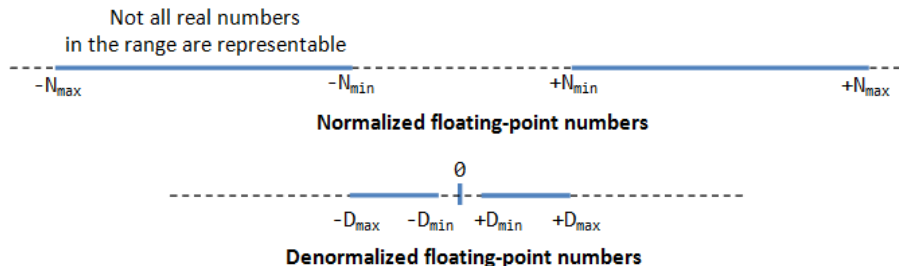 Not all real numbers
in the range are representable
-Nmax -Nmin +Nmin +Nmax
Normalized floating-point numbers
0
-Dmax -Dmin +Dmin +Dmax
Denormalized floating-point numbers